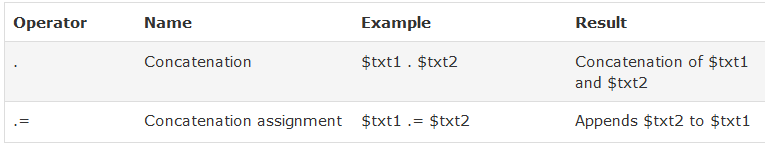 Operator Name Example Result
. Concatenation $txt1 . $txt2 Concatenation of $txt1
and $txt2
.= Concatenation assignment $txt1 .= $txt2 Appends $txt2 to $txt1